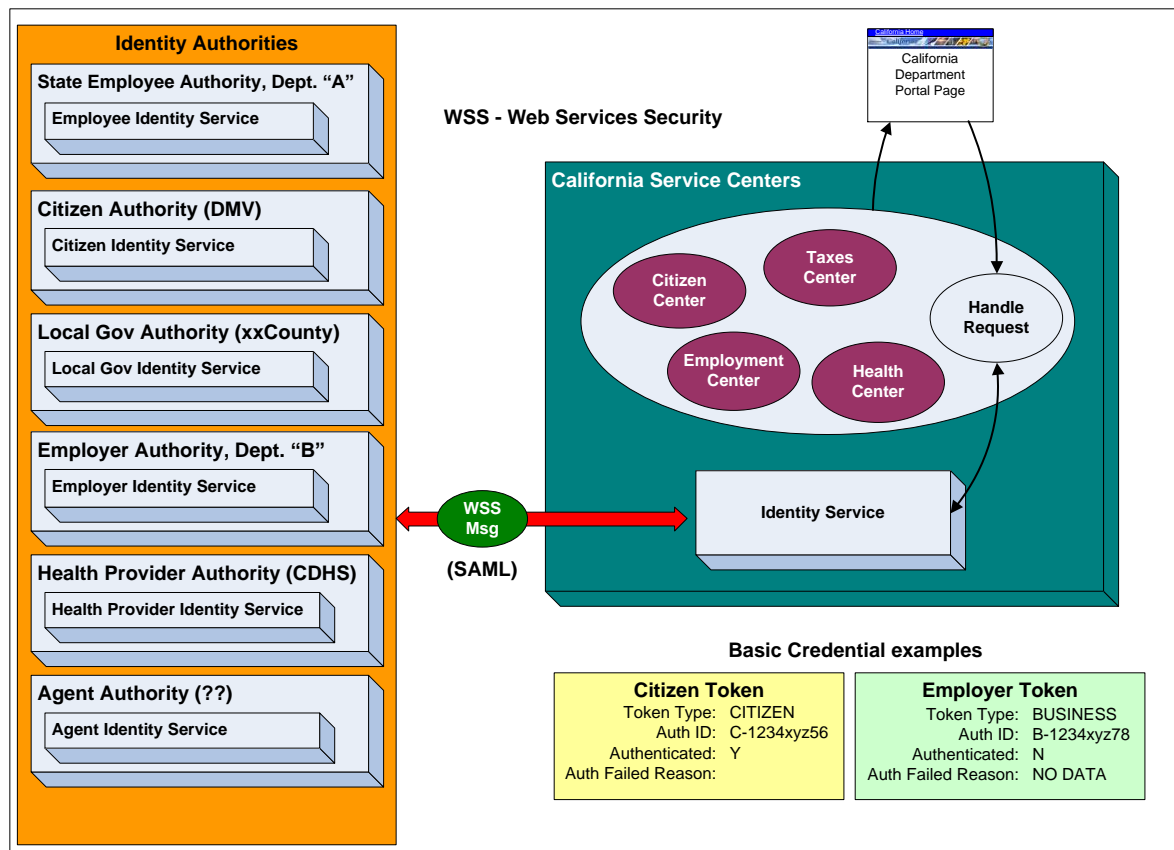 Identity Authorities
State Employee Authority, Dept. “A”
Employee Identity Service
Citizen Authority (DMV)
Citizen Identity Service
Local Gov Authority (xxCounty)
Local Gov Identity Service
Employer Authority, Dept. “B”
Employer Identity Service
Health Provider Authority (CDHS)
Health Provider Identity Service
Agent Authority (??)
Agent Identity Service
WSS - Web Services Security
California Home
California
California
Department
Portal Page
California Service Centers
Citizen
Center
Taxes
Center
Employment
Center
Health
Center
Handle
Request
Identity Service
WSS
Msg
(SAML)
Basic Credential examples
Citizen Token
Token Type: CITIZEN
Auth ID: C-1234xyz56
Authenticated: Y
Auth Failed Reason:
Employer Token
Token Type: BUSINESS
Auth ID: B-1234xyz78
Authenticated: N
Auth Failed Reason: NO DATA